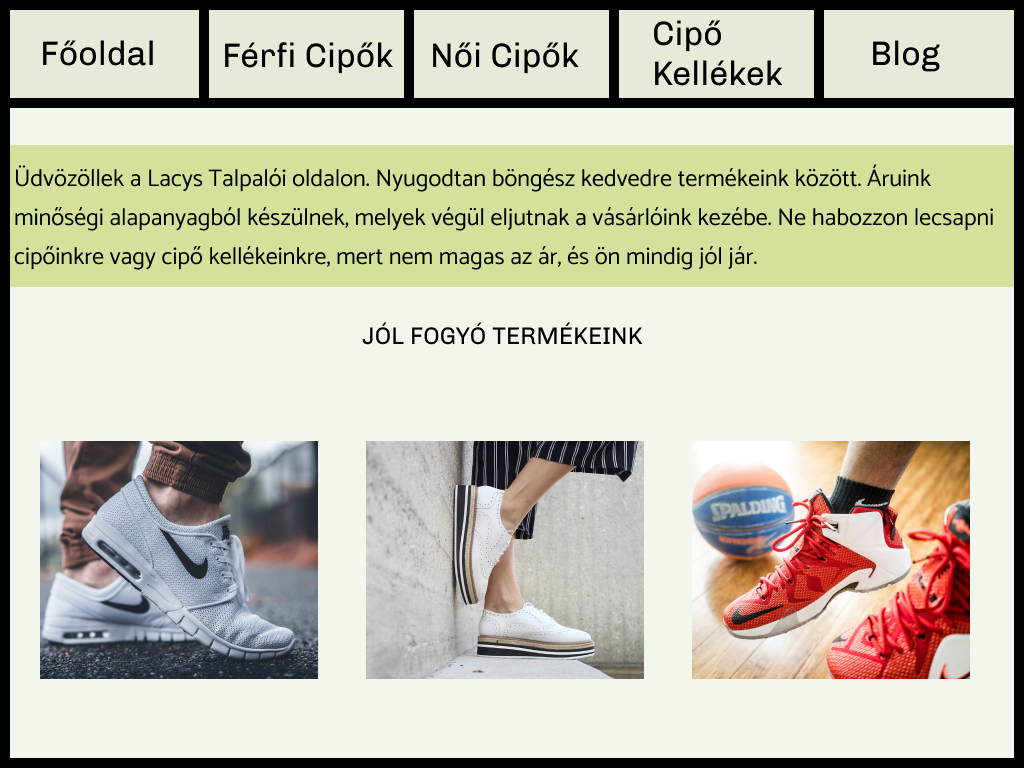 Főoldal
Férfi Cipők
Női Cipők
Cipő
Kellékek
Blog
Üdvözöllek a Lacys Talpalói oldalon. Nyugodtan böngész kedvedre termékeink között. Áruink
minőségi alapanyagból készülnek, melyek végül eljutnak a vásárlóink kezébe. Ne habozzon lecsapni
cipőinkre vagy cipő kellékeinkre, mert nem magas az ár, és ön mindig jól jár.
JÓL FOGYÓ TERMÉKEINK
SPALDING